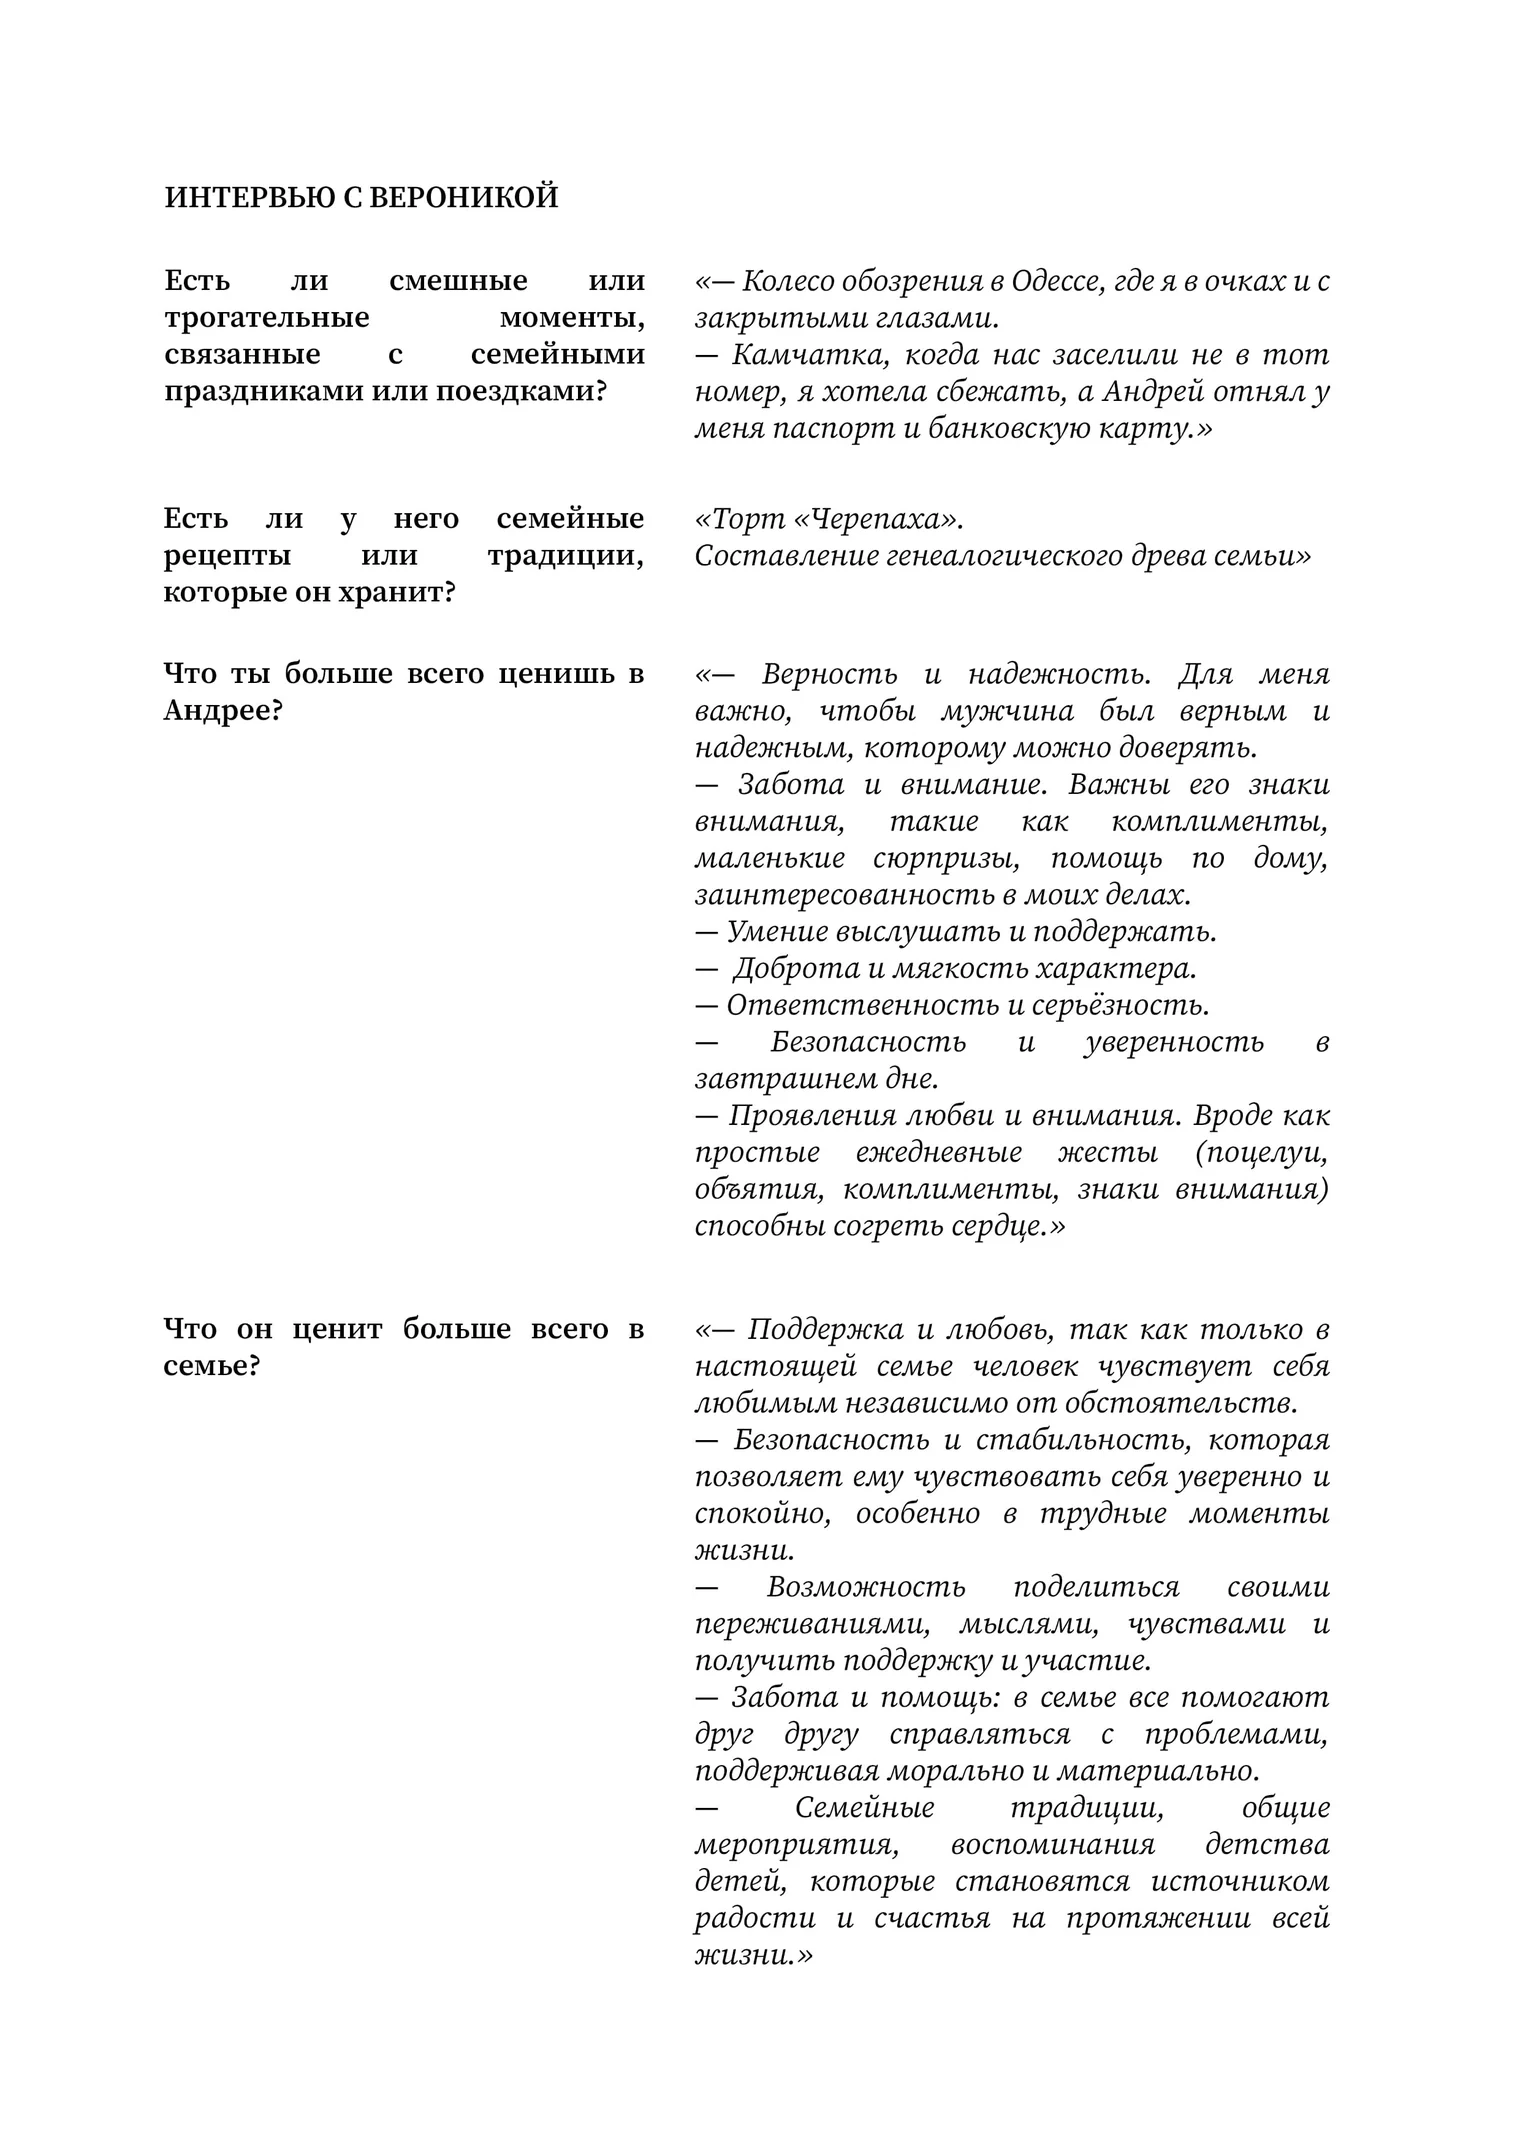 ИНТЕРВЬЮ С ВЕРОНИКОЙ
Есть ли смешные или
трогательные моменты,
связанные с семейными
праздниками или поездками?
«— Колесо обозрения в Одессе, где я в очках и с
закрытыми глазами.
— Камчатка, когда нас заселили не в тот
номер, я хотела сбежать, а Андрей отнял у
меня паспорт и банковскую карту.»
Есть ли у него семейные
рецепты или традиции,
которые он хранит?
«Торт «Черепаха».
Составление генеалогического древа семьи»
Что ты больше всего ценишь в
Андрее?
«— Верность и надежность. Для меня
важно, чтобы мужчина был верным и
надежным, которому можно доверять.
— Забота и внимание. Важны его знаки
внимания, такие как комплименты,
маленькие сюрпризы, помощь по дому,
заинтересованность в моих делах.
— Умение выслушать и поддержать.
— Доброта и мягкость характера.
— Ответственность и серьёзность.
— Безопасность и уверенность в
завтрашнем дне.
— Проявления любви и внимания. Вроде как
простые ежедневные жесты (поцелуи,
объятия, комплименты, знаки внимания)
способны согреть сердце.»
Что он ценит больше всего в
семье?
«— Поддержка и любовь, так как только в
настоящей семье человек чувствует себя
любимым независимо от обстоятельств.
— Безопасность и стабильность, которая
позволяет ему чувствовать себя уверенно и
спокойно, особенно в трудные моменты
жизни.
— Возможность поделиться своими
переживаниями, мыслями, чувствами и
получить поддержку и участие.
— Забота и помощь: в семье все помогают
друг другу справляться с проблемами,
поддерживая морально и материально.
— Семейные традиции, общие
мероприятия, воспоминания детства
детей, которые становятся источником
радости и счастья на протяжении всей
жизни.»